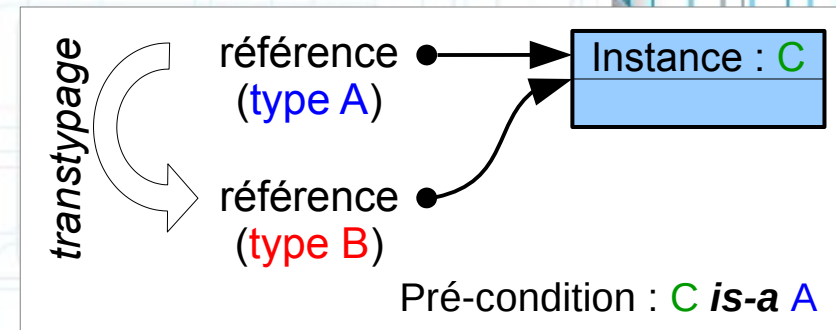 transtypage
référence
(type A)
Instance : C
référence
(type B)
Pré-condition : C is-a A